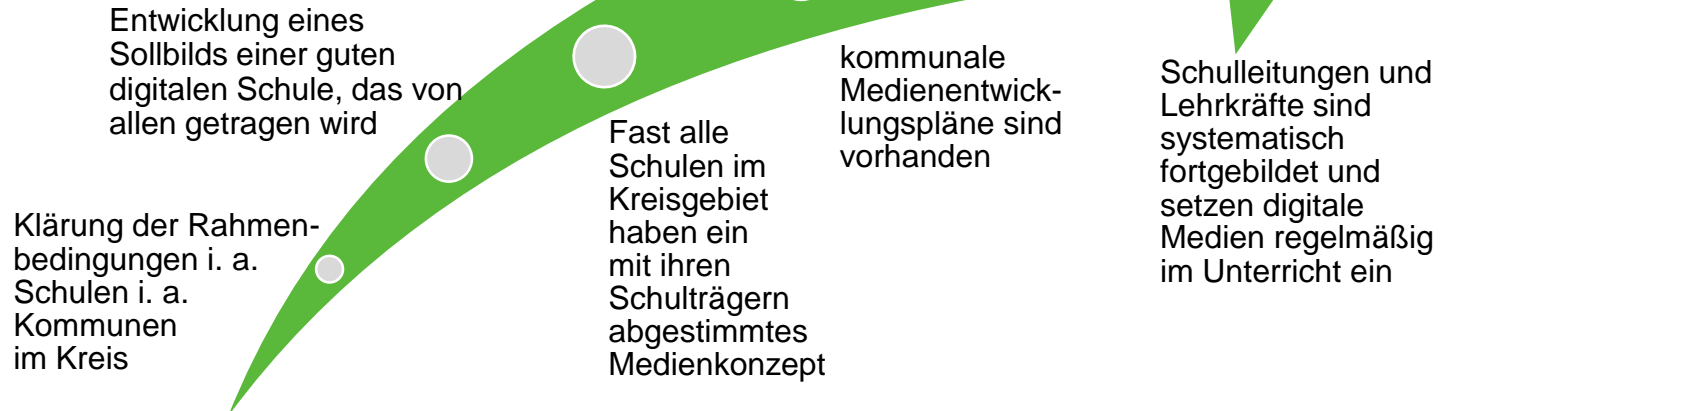 Entwicklung eines
Sollbilds einer guten
digitalen Schule, das von
allen getragen wird
Klärung der Rahmen-
bedingungen i. a.
Schulen i. a.
Kommunen
im Kreis
Fast alle
Schulen im
Kreisgebiet
haben ein
mit ihren
Schulträgern
abgestimmtes
Medienkonzept
kommunale
Medienentwick-
lungspläne sind
vorhanden
Schulleitungen und
Lehrkräfte sind
systematisch
fortgebildet und
setzen digitale
Medien regelmäßig
im Unterricht ein